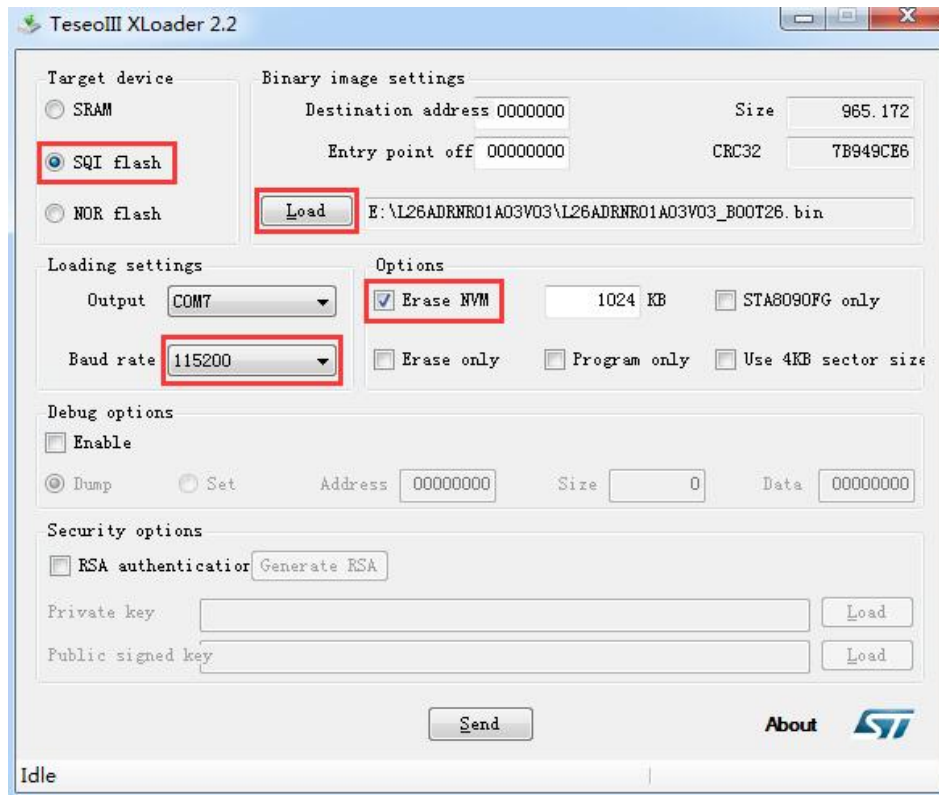 TeseoIII XLoader 2.2
Target device
SRAM
SQI flash
NOR flash
Binary image settings
Destination address 0000000 Size 965.172
Entry point off 00000000 CRC32 7B949CE6
Load E:\L26ADRNR01A03V03\L26ADRNR01A03V03_BOOT26.bin
Loading settings
Output COM7
Baud rate 115200
Options
Erase NVM 1024 KB STA8090FG only
Erase only Program only Use 4KB sector size
Debug options
Enable
Dump Set Address 00000000 Size 0 Data 00000000
Security options
RSA authentication Generate RSA
Private key Load
Public signed key Load
Send About ST
Idle